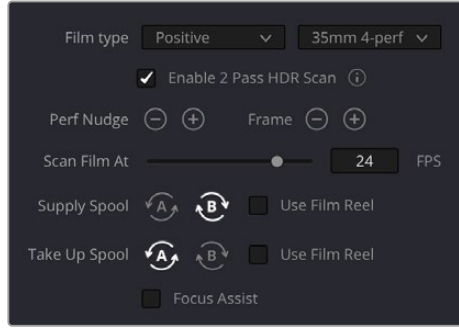 Film type Positive 35mm 4-perf
Enable 2 Pass HDR Scan i
Perf Nudge Frame
Scan Film At 24 FPS
Supply Spool A B Use Film Reel
Take Up Spool A B Use Film Reel
Focus Assist